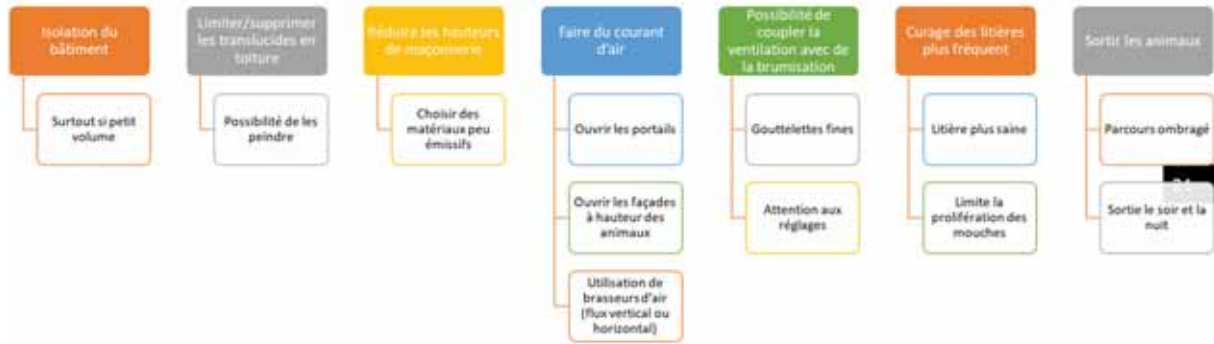 Isolation du
bâtiment
Surtout si petit
volume
Limiter/supprimer
les translucides en
toiture
Possibilité de les
peindre
Réduire les hauteurs
de maçonnerie
Choisir des
matériaux peu
émissifs
Faire du courant
d'air
Ouvrir les portails
Ouvrir les façades
à hauteur des
animaux
Utilisation de
brasseurs d'air
(flux vertical ou
horizontal)
Possibilité de
coupler la
ventilation avec de
la brumisation
Gouttelettes fines
Attention aux
réglages
Curage des litières
plus fréquent
Litière plus saine
Limite la
prolifération des
mouches
Sortir les animaux
Parcours ombragé
Sortie le soir et la
nuit